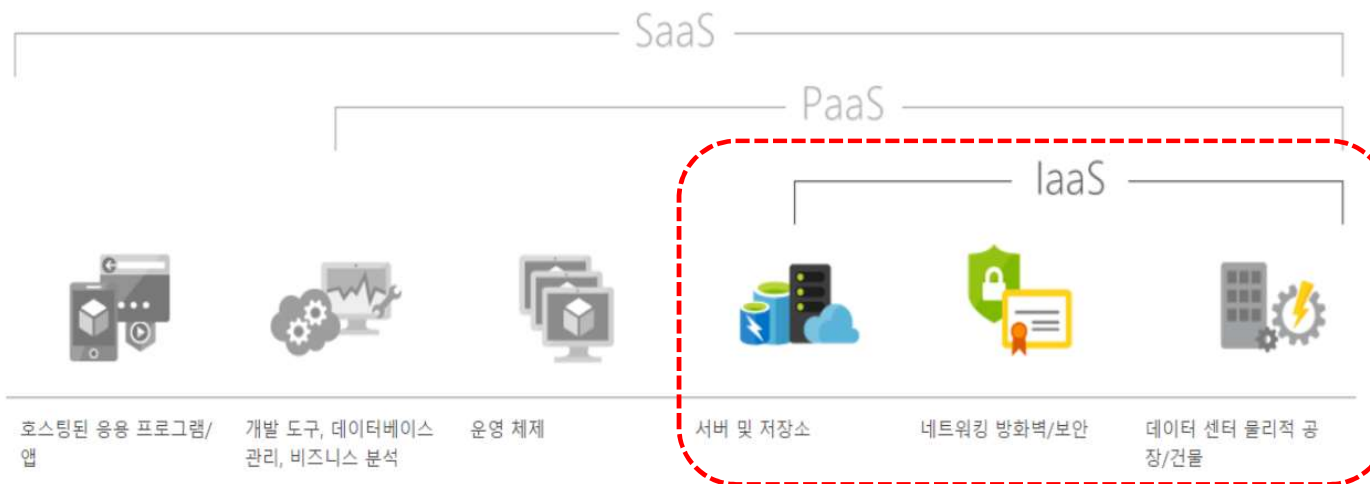 SaaS
PaaS
IaaS
호스팅된 응용 프로그램/
앱
개발 도구, 데이터베이스
관리, 비즈니스 분석
운영 체제
서버 및 저장소
네트워킹 방화벽/보안
데이터 센터 물리적 공
장/건물